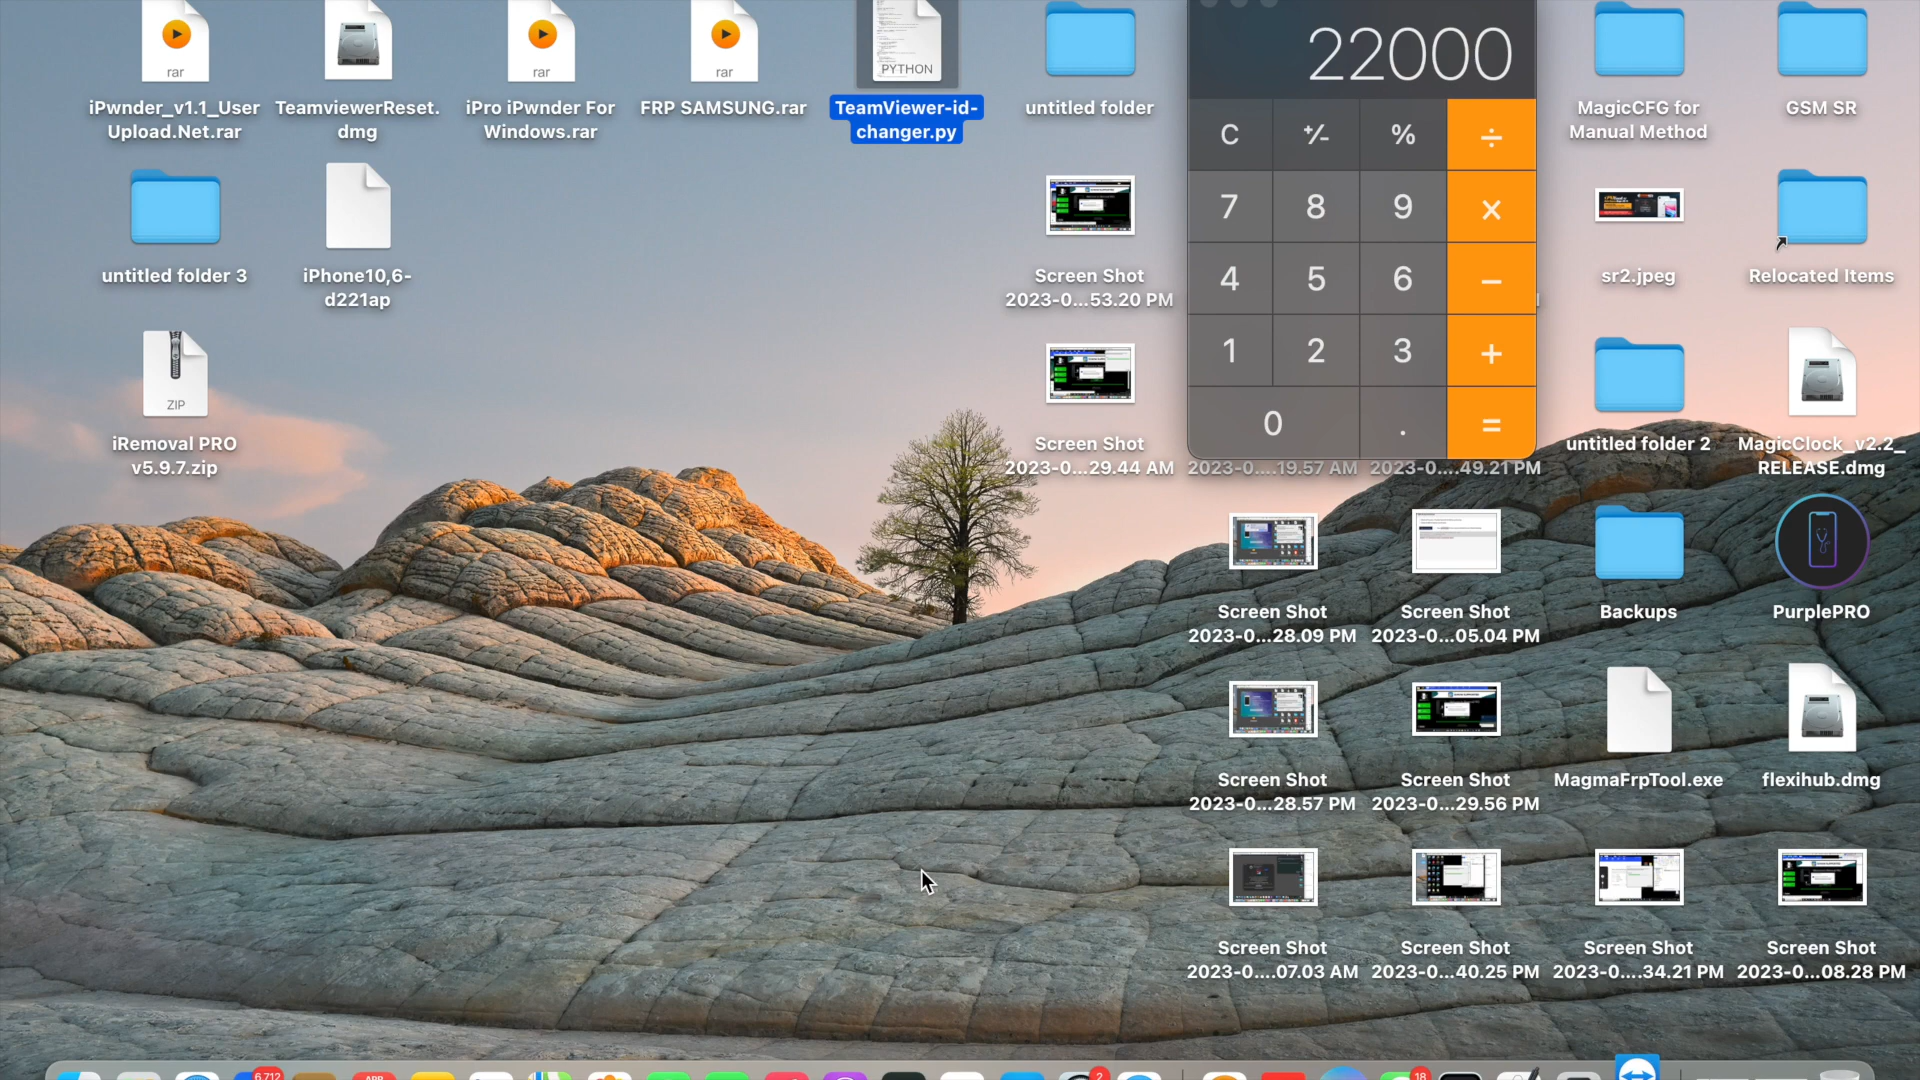 22000
rar
rar
rar
PYTHON
iPwnder_v1.1_User
Upload.Net.rar
TeamviewerReset.
dmg
iPro iPwnder For
Windows.rar
FRP SAMSUNG.rar
TeamViewer-id-
changer.py
untitled folder
MagicCFG for
Manual Method
GSM SR
C
+/-
%
÷
7
8
9
×
4
5
6
−
1
2
3
+
0
.
=
untitled folder 3
iPhone10,6-
d221ap
Screen Shot
2023-0...53.20 PM
sr2.jpeg
Relocated Items
ZIP
iRemoval PRO
v5.9.7.zip
Screen Shot
2023-0...29.44 AM
2023-0....19.57 AM
2023-0....49.21 PM
untitled folder 2
MagicClock_v2.2_
RELEASE.dmg
Screen Shot
2023-0...28.09 PM
Screen Shot
2023-0...05.04 PM
Backups
PurplePRO
Screen Shot
2023-0...28.57 PM
Screen Shot
2023-0...29.56 PM
MagmaFrpTool.exe
flexihub.dmg
Screen Shot
2023-0....07.03 AM
Screen Shot
2023-0...40.25 PM
Screen Shot
2023-0....34.21 PM
Screen Shot
2023-0...08.28 PM
6,712
2
18